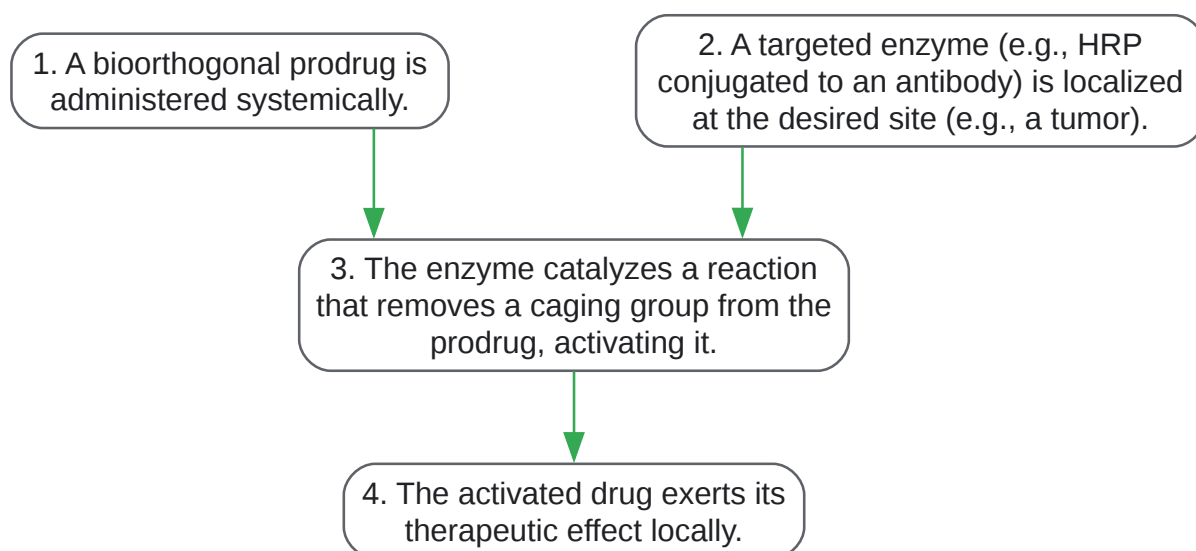 1. A bioorthogonal prodrug is
administered systemically.
2. A targeted enzyme (e.g., HRP
conjugated to an antibody) is localized
at the desired site (e.g., a tumor).
3. The enzyme catalyzes a reaction
that removes a caging group from the
prodrug, activating it.
4. The activated drug exerts its
therapeutic effect locally.